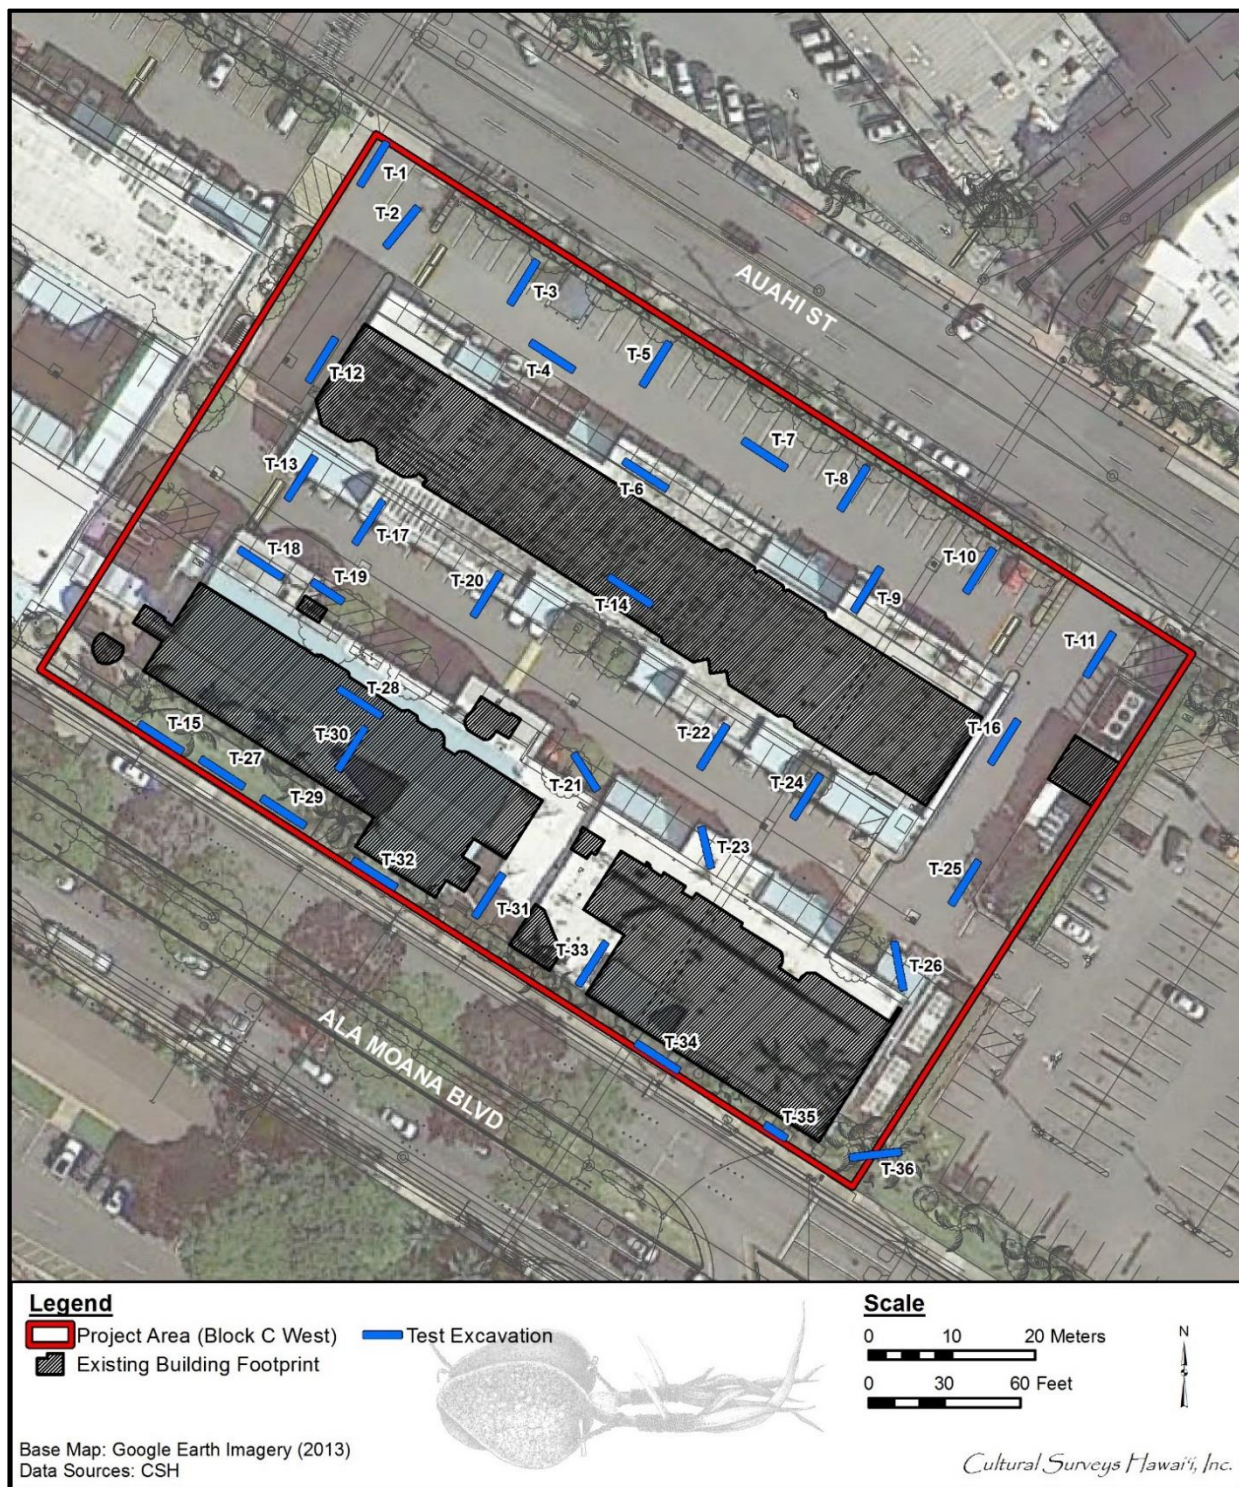 T-1
T-2
AUAHI ST
T-3
T-5
T-4
T-12
T-7
T-13
T-8
T-6
T-17
T-10
T-18
T-19
T-20
T-14
T-9
T-11
T-28
T-15
T-30
T-16
T-22
T-27
T-21
T-24
T-29
T-23
T-32
T-25
T-31
T-33
T-26
ALA MOANA BLVD
T-34
T-35
T-36
Legend
Project Area (Block C West)
Test Excavation
Existing Building Footprint
Scale
0 10 20 Meters
0 30 60 Feet
N
Base Map: Google Earth Imagery (2013)
Data Sources: CSH
Cultural Surveys Hawaiʻi, Inc.